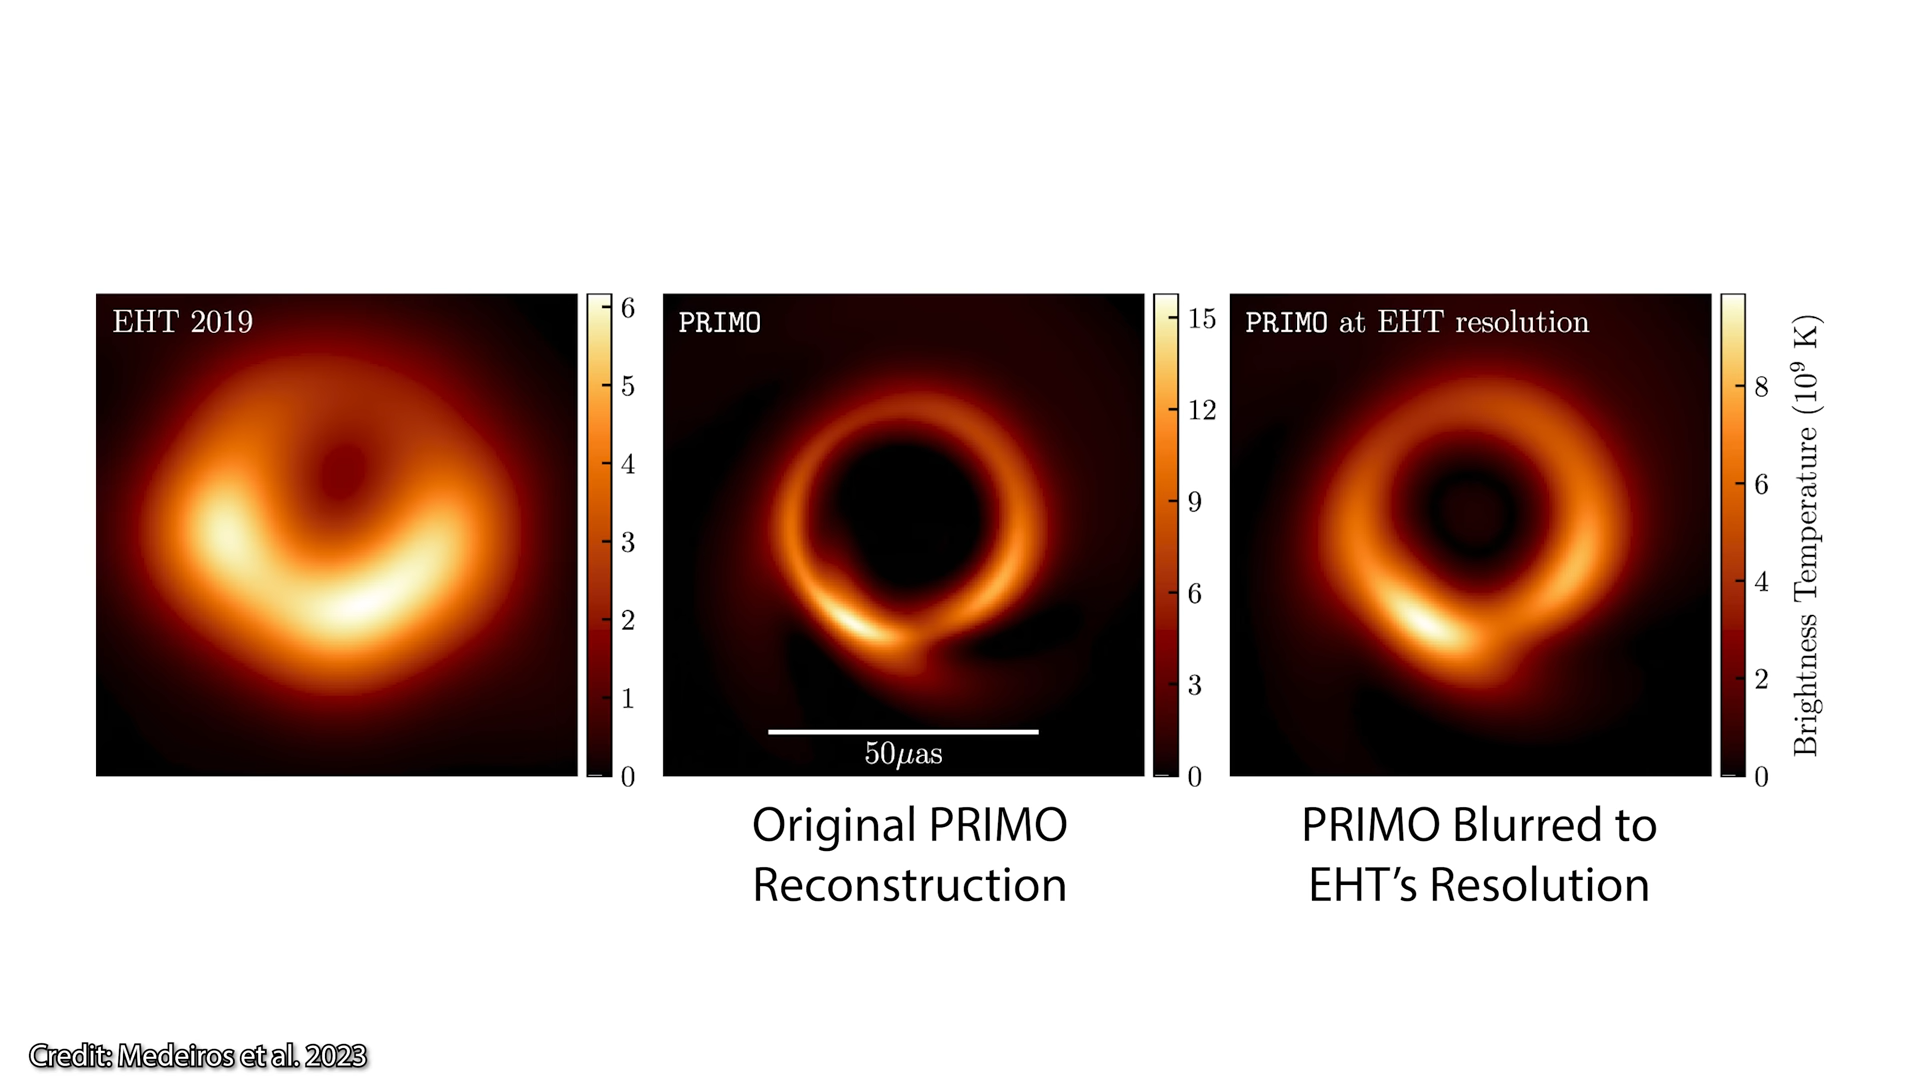 EHT 2019
6
5
4
3
2
1
0
PRIMO
50μas
15
12
9
6
3
0
PRIMO at EHT resolution
8
6
4
2
0
Brightness Temperature (10⁹ K)
Original PRIMO
Reconstruction
PRIMO Blurred to
EHT’s Resolution
Credit: Medeiros et al. 2023